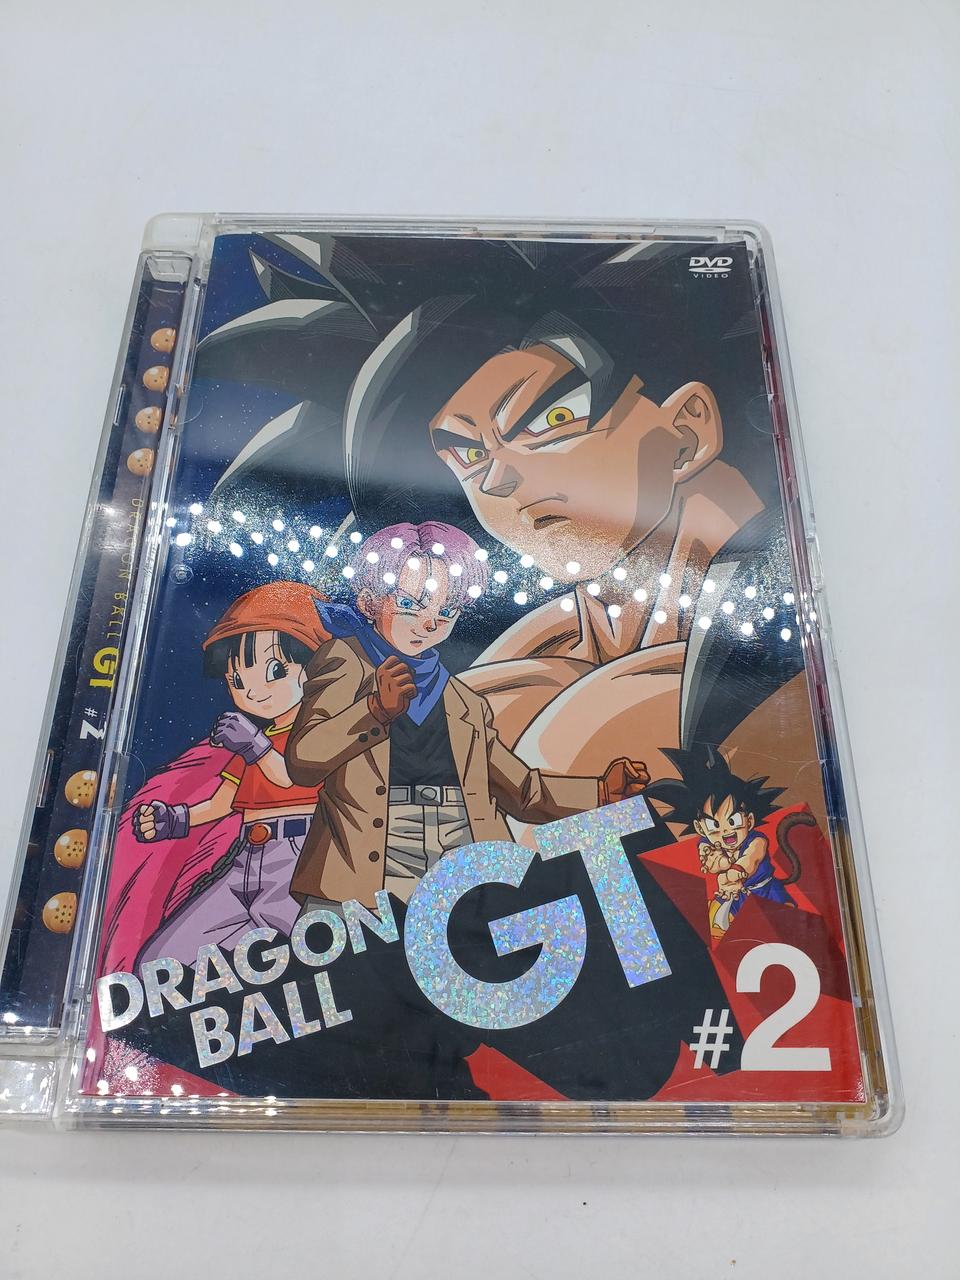 DVD
VIDEO
DRAGON BALL GT #2
DRAGON
BALL
GT
#2